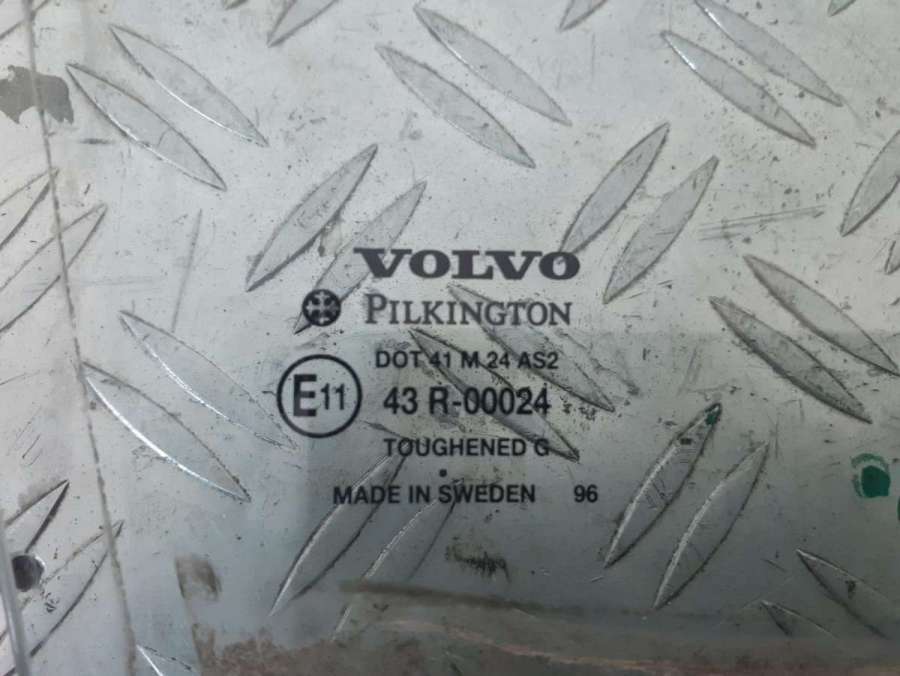 VOLVO
PILKINGTON
DOT 41 M 24 AS2
E11 43 R-00024
TOUGHENED G
MADE IN SWEDEN 96